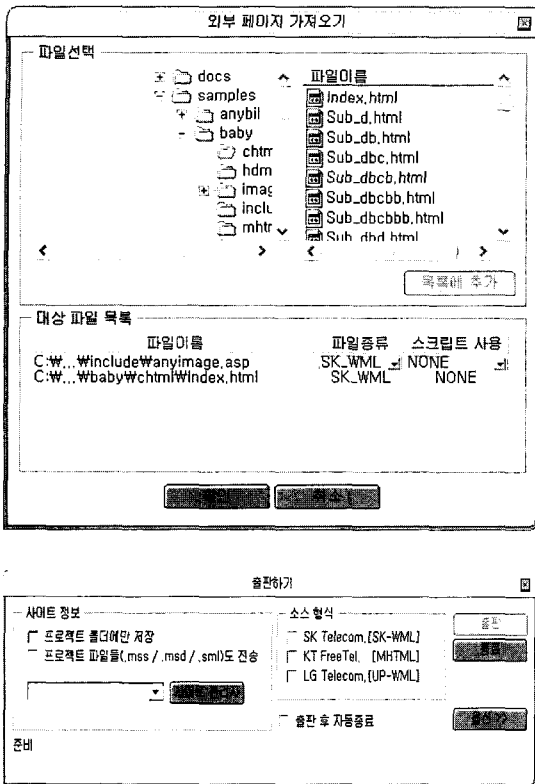 외부 페이지 가져오기
파일선택
docs
samples
anybil
baby
chtm
hdm
imag
inclu
mhtr
파일이름
Index.html
Sub_d.html
Sub_db.html
Sub_dbc.html
Sub_dbcb.html
Sub_dbcbb.html
Sub_dbcbbb.html
Sub_dbd.html
목록에 추가
대상 파일 목록
파일이름 파일종류 스크립트 사용
C:₩...₩include₩anyimage.asp SK_WML NONE
C:₩...₩baby₩chtml₩Index.html SK_WML NONE
취소
출판하기
사이트 정보
프로젝트 폴더에만 저장
프로젝트 파일들(.mss / .msd / .sml)도 전송
소스 형식
SK Telecom.[SK-WML]
KT FreeTel. [MHTML]
LG Telecom.[UP-WML]
출판
출판 후 자동종료
준비